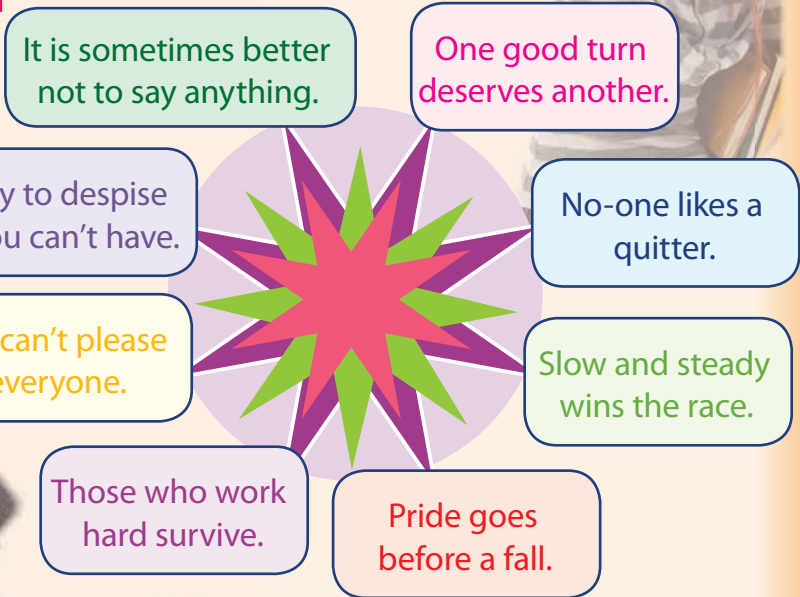 It is sometimes better
not to say anything.
One good turn
deserves another.
to despise
can't have.
No-one likes a
quitter.
can't please
everyone.
Slow and steady
wins the race.
Those who work
hard survive.
Pride goes
before a fall.